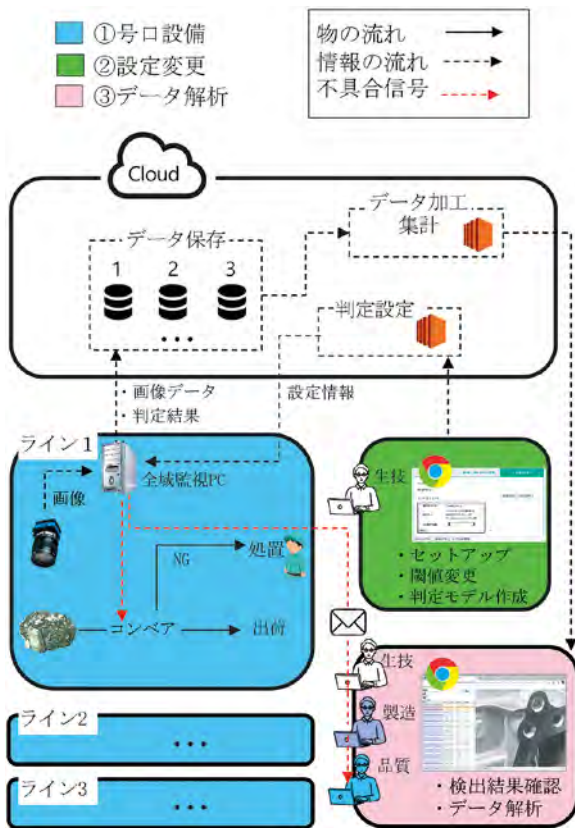 ①号口設備
②設定変更
③データ解析
物の流れ
情報の流れ
不具合信号
Cloud
データ保存
1 2 3
...
データ加工
集計
判定設定
・画像データ
・判定結果
設定情報
ライン1
全域監視PC
画像
処置
NG
コンベア
出荷
生技
・セットアップ
・閾値変更
・判定モデル作成
生技
製造
品質
・検出結果確認
・データ解析
ライン2
...
ライン3
...